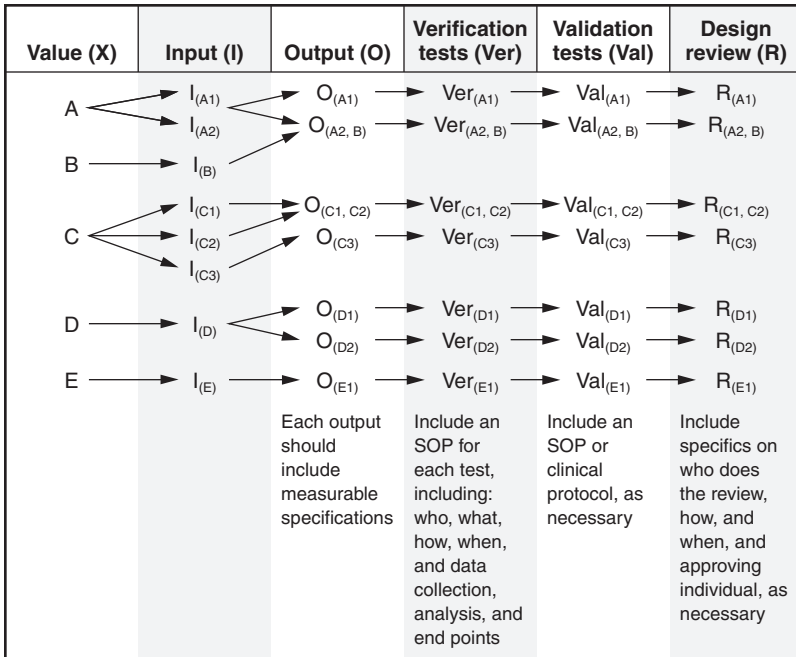 Value (X) Input (I) Output (O) Verification tests (Ver) Validation tests (Val) Design review (R)
A I(A1) O(A1) Ver(A1) Val(A1) R(A1)
I(A2) O(A2, B) Ver(A2, B) Val(A2, B) R(A2, B)
B I(B)
I(C1) O(C1, C2) Ver(C1, C2) Val(C1, C2) R(C1, C2)
C I(C2) O(C3) Ver(C3) Val(C3) R(C3)
I(C3)
O(D1) Ver(D1) Val(D1) R(D1)
D I(D)
O(D2) Ver(D2) Val(D2) R(D2)
E I(E) O(E1) Ver(E1) Val(E1) R(E1)
Each output
should
include
measurable
specifications
Include an
SOP for
each test,
including:
who, what,
how, when,
and data
collection,
analysis, and
end points
Include an
SOP or
clinical
protocol, as
necessary
Include
specifics on
who does
the review,
how, and
when, and
approving
individual, as
necessary